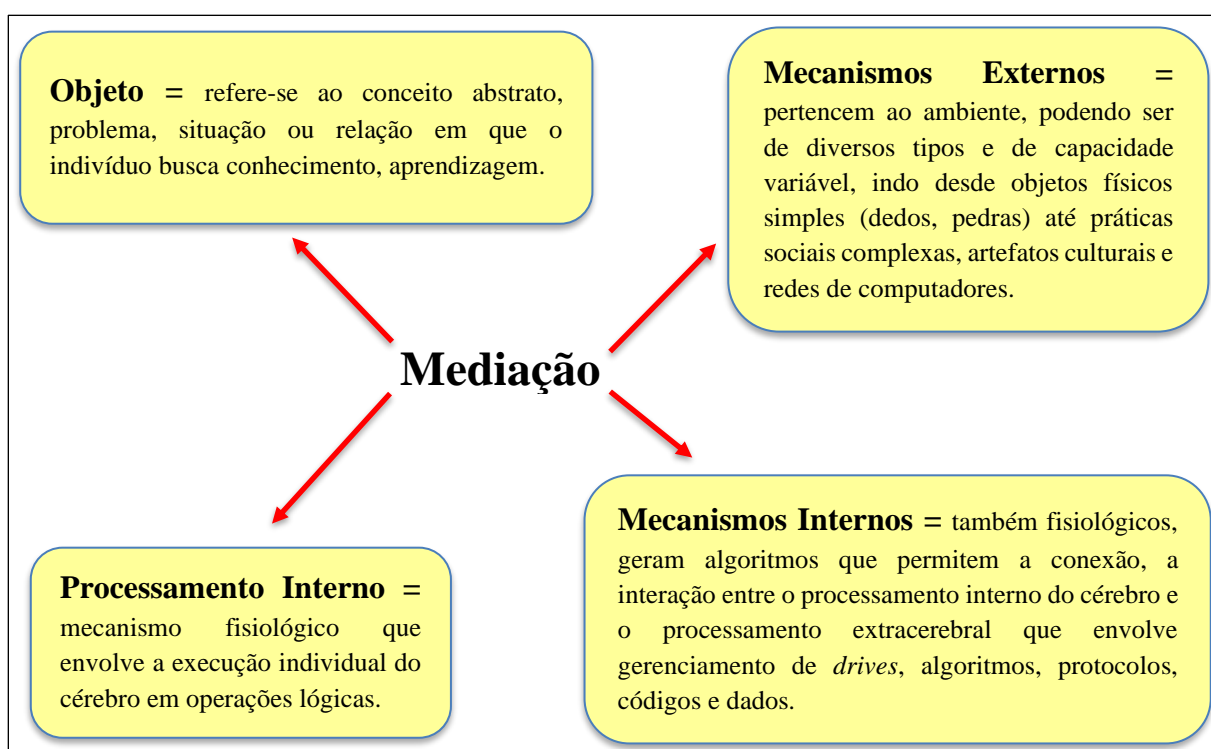 Objeto = refere-se ao conceito abstrato,
problema, situação ou relação em que o
indivíduo busca conhecimento, aprendizagem.
Mecanismos Externos =
pertencem ao ambiente, podendo ser
de diversos tipos e de capacidade
variável, indo desde objetos físicos
simples (dedos, pedras) até práticas
sociais complexas, artefatos culturais e
redes de computadores.
Mediação
Processamento Interno =
mecanismo fisiológico que
envolve a execução individual do
cérebro em operações lógicas.
Mecanismos Internos = também fisiológicos,
geram algoritmos que permitem a conexão, a
interação entre o processamento interno do cérebro e
o processamento extracerebral que envolve
gerenciamento de drives, algoritmos, protocolos,
códigos e dados.